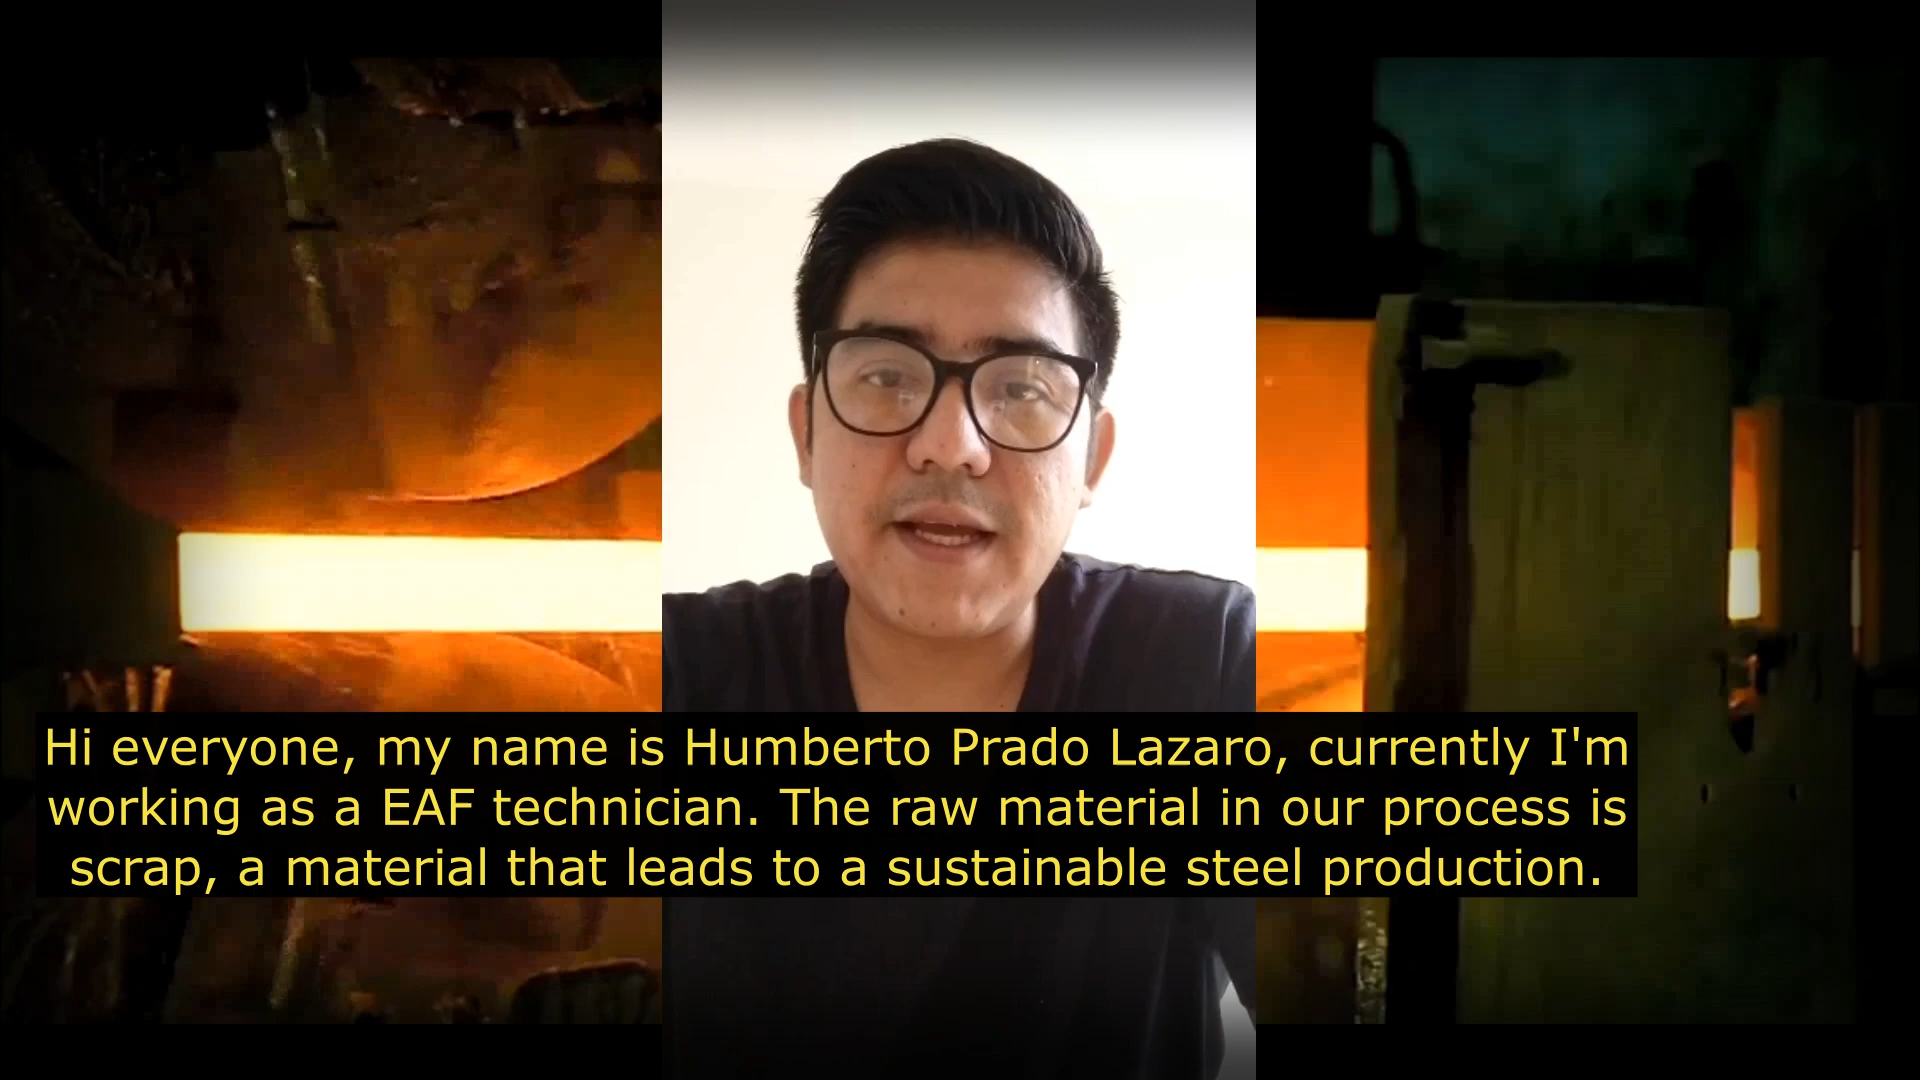 Hi everyone, my name is Humberto Prado Lazaro, currently I'm
working as a EAF technician. The raw material in our process is
scrap, a material that leads to a sustainable steel production.